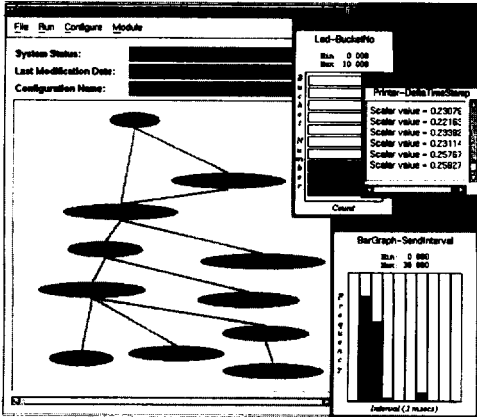 File Run Configure Module
System Status:
Last Modification Date:
Configuration Name:
Led-BucketNo
Min 0.000
Max 10.000
Bucket Number
Count
Printer-DeltaTimeStamp
Scalar value = 0.23079
Scalar value = 0.22163
Scalar value = 0.23392
Scalar value = 0.23114
Scalar value = 0.25767
Scalar value = 0.25827
BarGraph-SendInterval
Min: 0.000
Max: 36.000
Frequency
Interval (.1 msecs)